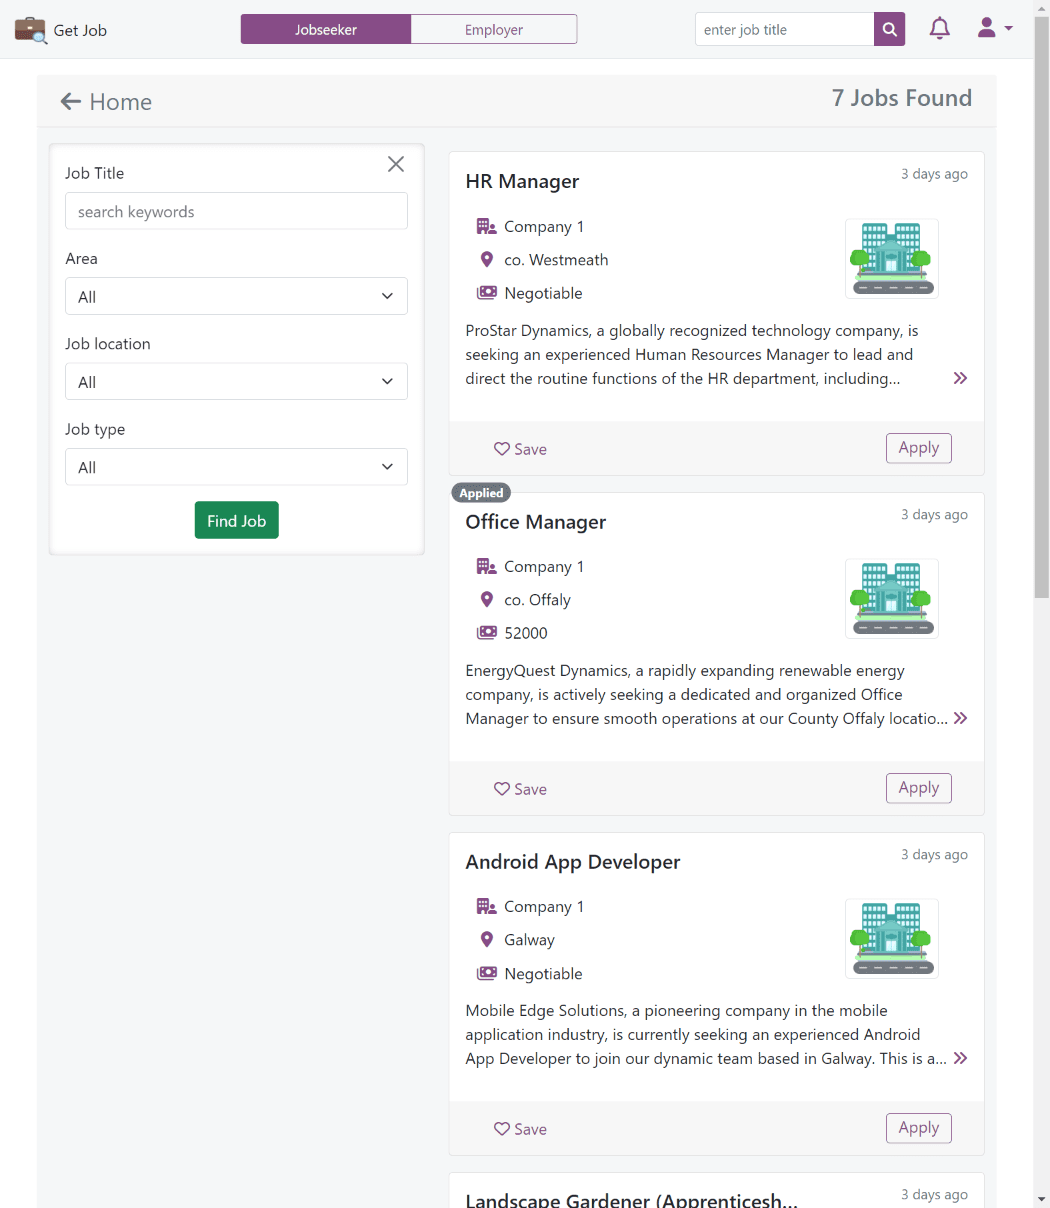 Get Job
Jobseeker
Employer
enter job title
Home
7 Jobs Found
Job Title
search keywords
Area
All
Job location
All
Job type
All
Find Job
HR Manager
3 days ago
Company 1
co. Westmeath
Negotiable
ProStar Dynamics, a globally recognized technology company, is
seeking an experienced Human Resources Manager to lead and
direct the routine functions of the HR department, including...
Save
Apply
Applied
Office Manager
3 days ago
Company 1
co. Offaly
52000
EnergyQuest Dynamics, a rapidly expanding renewable energy
company, is actively seeking a dedicated and organized Office
Manager to ensure smooth operations at our County Offaly locatio...
Save
Apply
Android App Developer
3 days ago
Company 1
Galway
Negotiable
Mobile Edge Solutions, a pioneering company in the mobile
application industry, is currently seeking an experienced Android
App Developer to join our dynamic team based in Galway. This is a...
Save
Apply
Landscape Gardener (Apprenticesh...
3 days ago